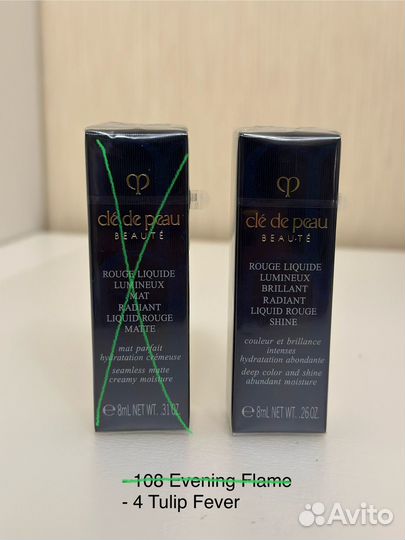 clé de peau
BEAUTÉ
ROUGE LIQUIDE
LUMINEUX
MAT
RADIANT
LIQUID ROUGE
MATTE
mat parfait
hydratation crémeuse
seamless matte
creamy moisture
℮ 8mL NET WT. .31 OZ.
clé de peau
BEAUTÉ
ROUGE LIQUIDE
LUMINEUX
BRILLANT
RADIANT
LIQUID ROUGE
SHINE
couleur et brillance
intenses
hydratation abondante
deep color and shine
abundant moisture
℮ 8mL NET WT. .26 OZ.
- 108 Evening Flame
- 4 Tulip Fever
Avito